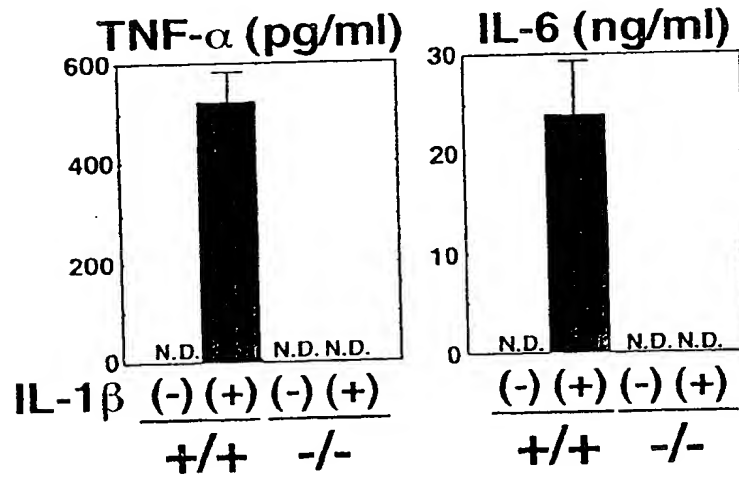 TNF-α (pg/ml)
600
400
200
0
N.D. N.D. N.D.
IL-1β (-) (+) (-) (+)
+/+ -/-
IL-6 (ng/ml)
30
20
10
0
N.D. N.D. N.D.
(-) (+) (-) (+)
+/+ -/-